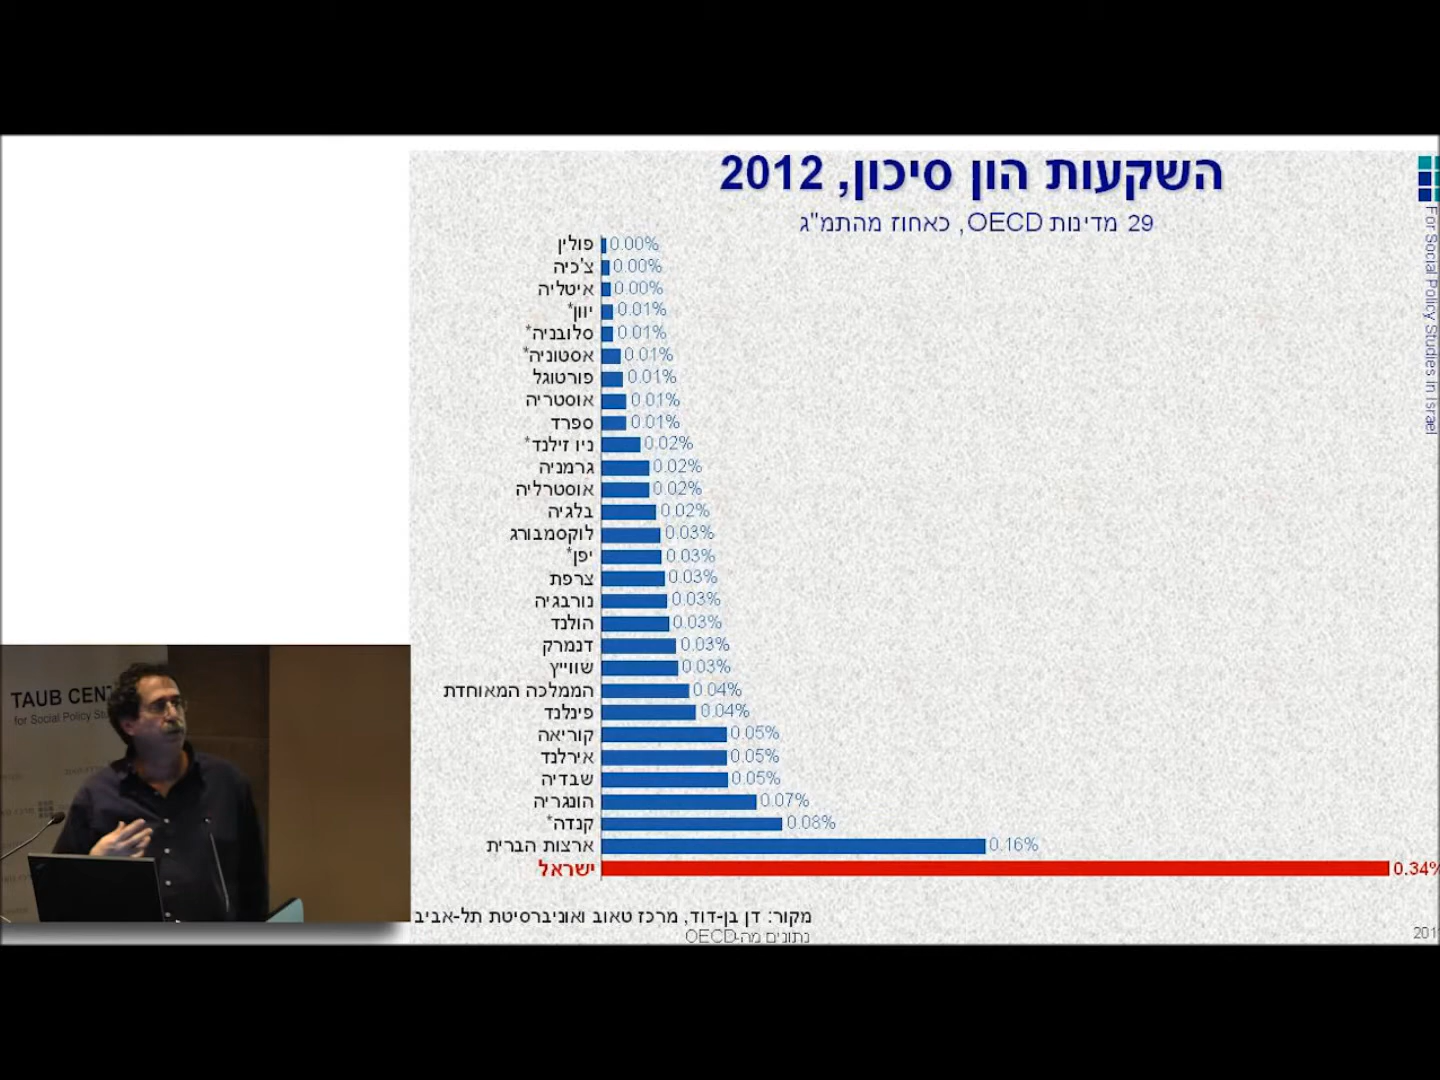 השקעות הון סיכון, 2012
29 מדינות OECD, כאחוז מהתמ"ג
פולין 0.00%
צ'כיה 0.00%
איטליה 0.00%
יוון* 0.01%
סלובניה* 0.01%
אסטוניה* 0.01%
פורטוגל 0.01%
אוסטריה 0.01%
ספרד 0.01%
ניו זילנד* 0.02%
גרמניה 0.02%
אוסטרליה 0.02%
בלגיה 0.02%
לוקסמבורג 0.03%
יפן* 0.03%
צרפת 0.03%
נורבגיה 0.03%
הולנד 0.03%
דנמרק 0.03%
שווייץ 0.03%
הממלכה המאוחדת 0.04%
פינלנד 0.04%
קוריאה 0.05%
אירלנד 0.05%
שבדיה 0.05%
הונגריה 0.07%
קנדה* 0.08%
ארצות הברית 0.16%
ישראל 0.34%
מקור: דן בן-דוד, מרכז טאוב ואוניברסיטת תל-אביב
נתונים מה-OECD
For Social Policy Studies in Israel
201
TAUB CENT
for Social Policy Stu